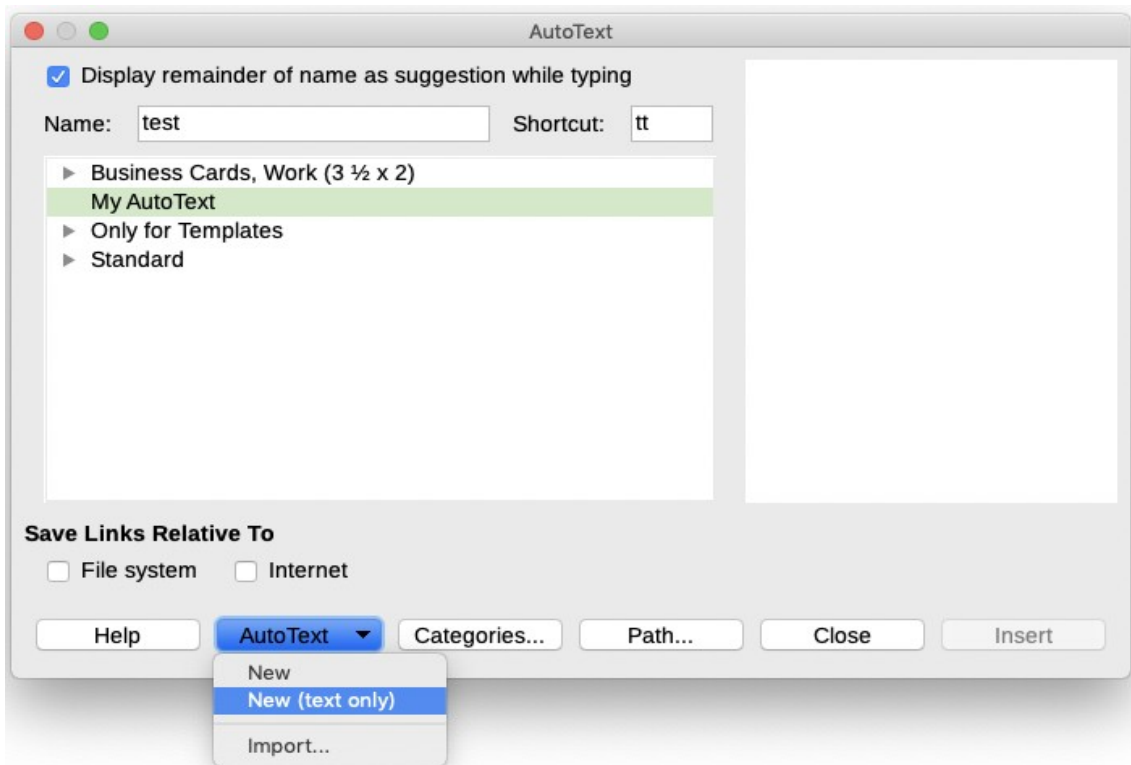 AutoText
Display remainder of name as suggestion while typing
Name: test Shortcut: tt
Business Cards, Work (3 ½ x 2)
My AutoText
Only for Templates
Standard
Save Links Relative To
File system Internet
Help AutoText Categories... Path... Close Insert
New
New (text only)
Import...